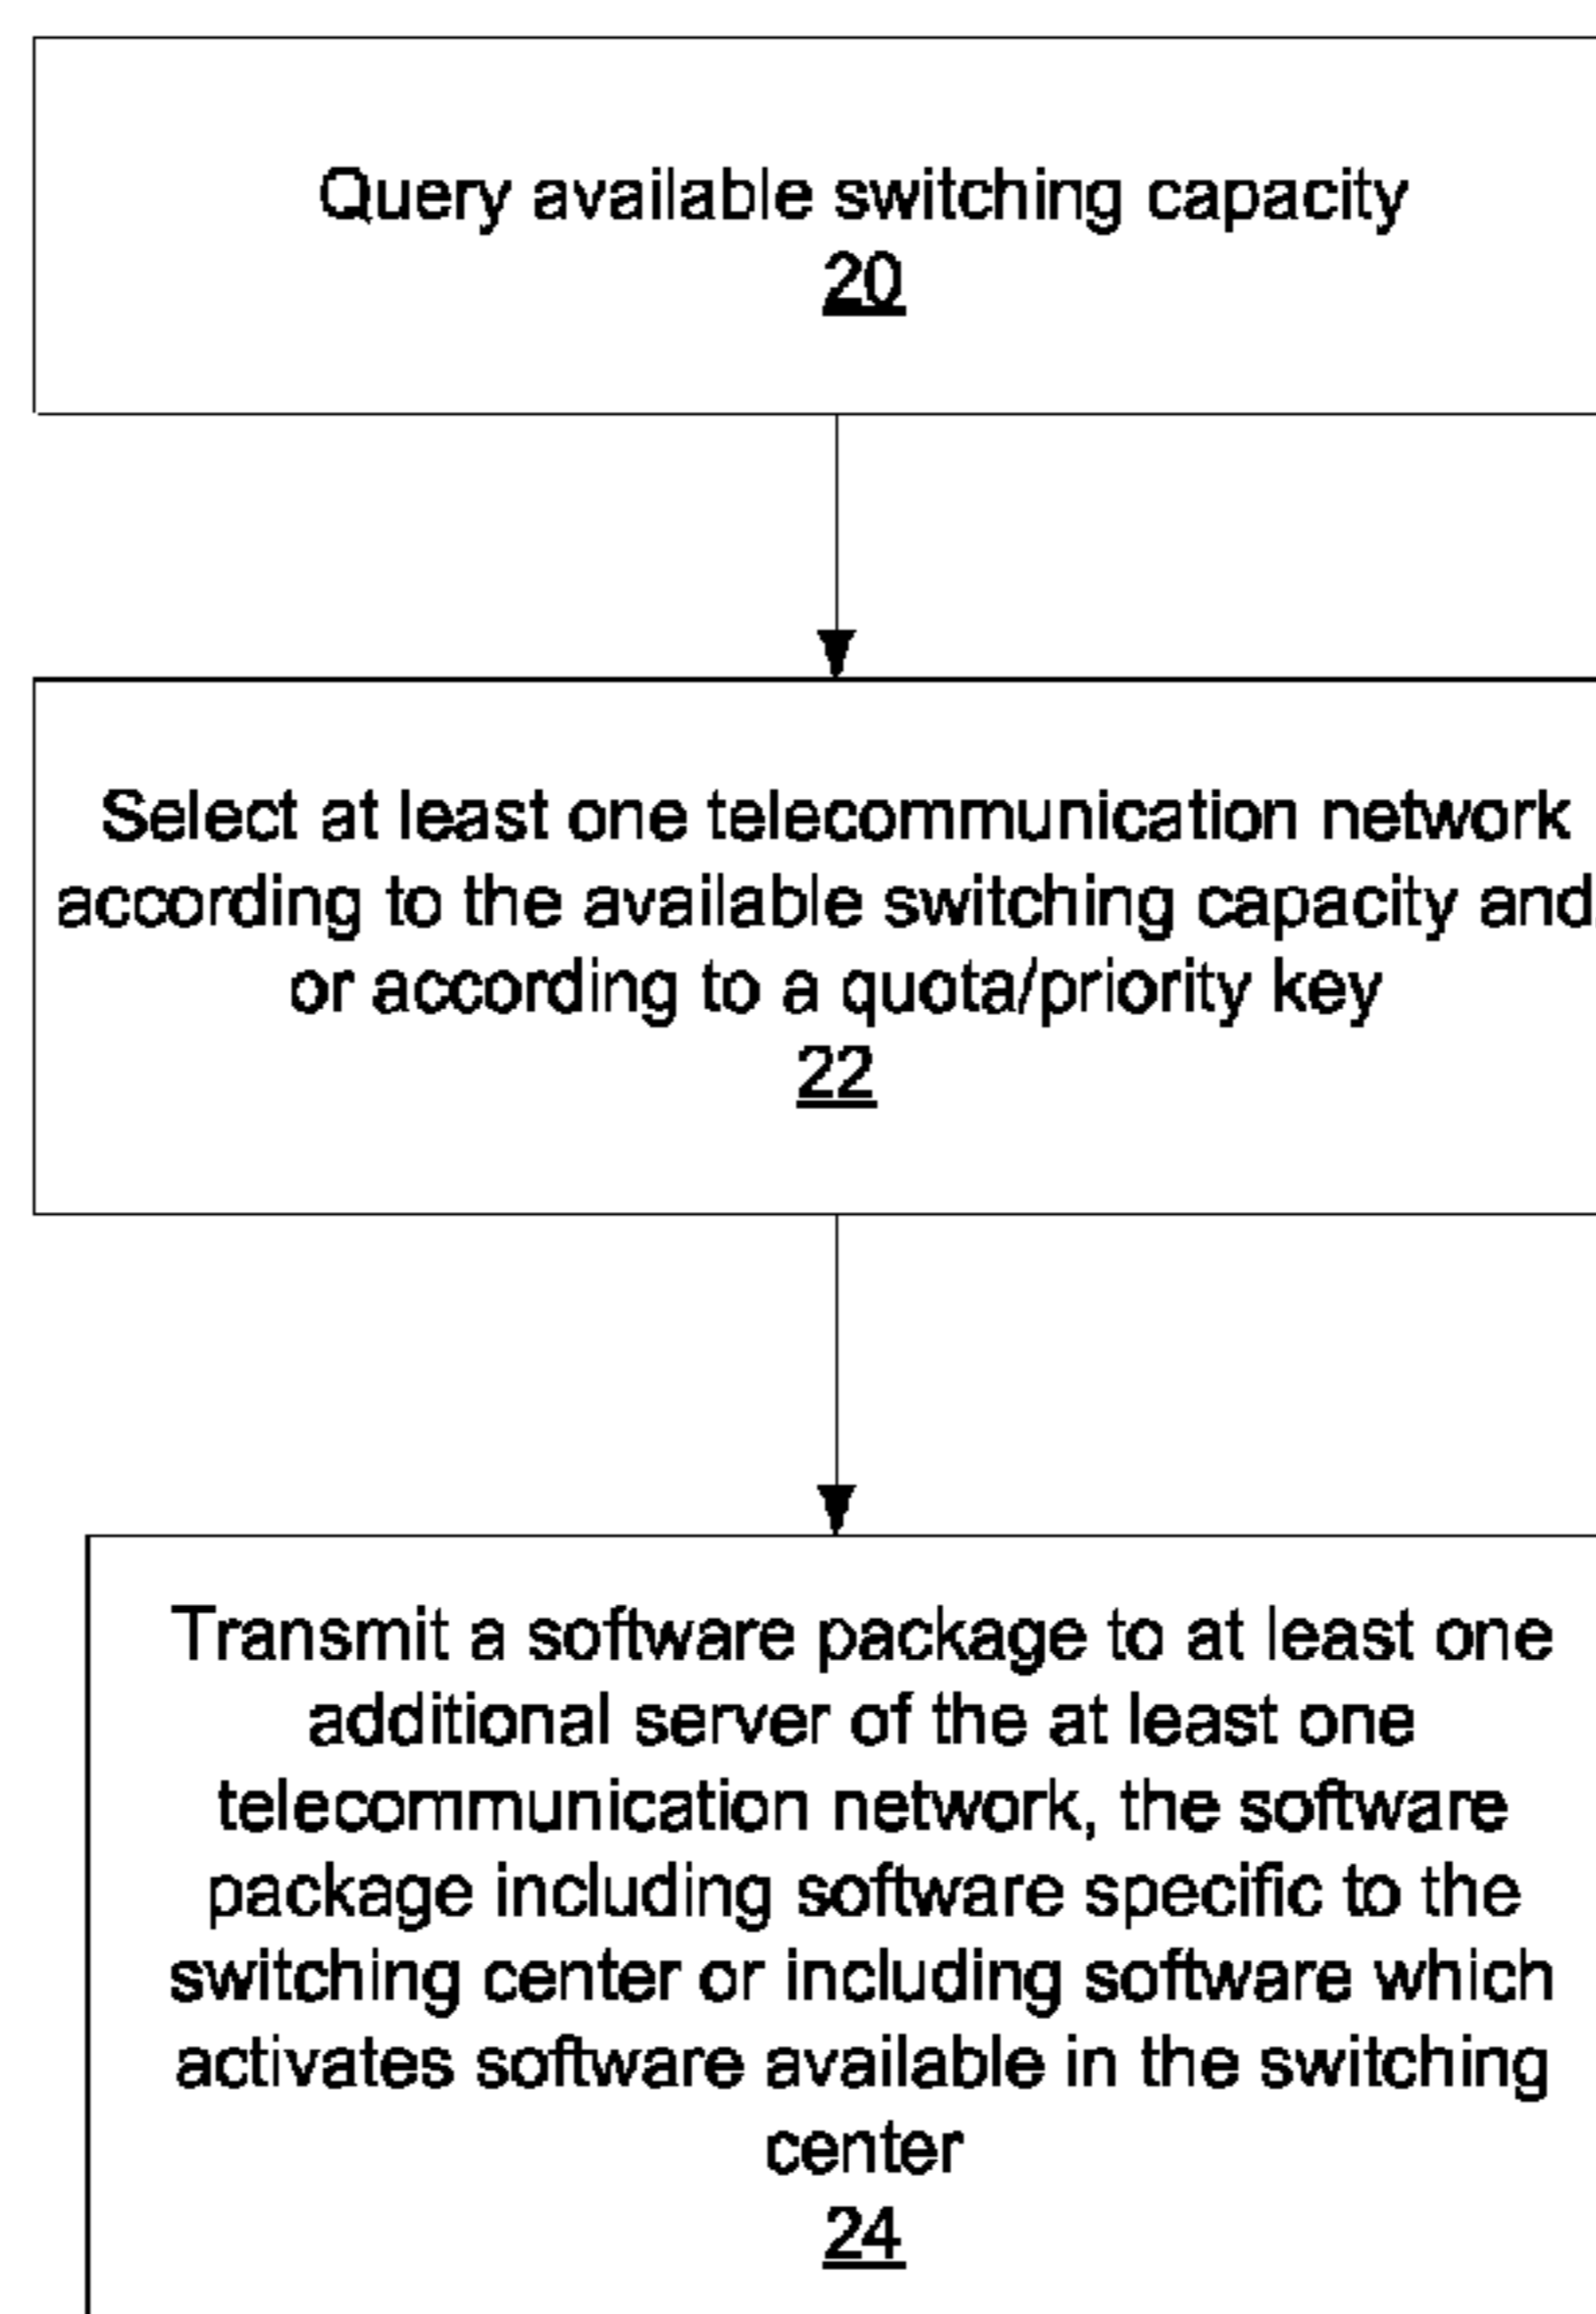 Query available switching capacity
20
Select at least one telecommunication network
according to the available switching capacity and
or according to a quota/priority key
22
Transmit a software package to at least one
additional server of the at least one
telecommunication network, the software
package including software specific to the
switching center or including software which
activates software available in the switching
center
24